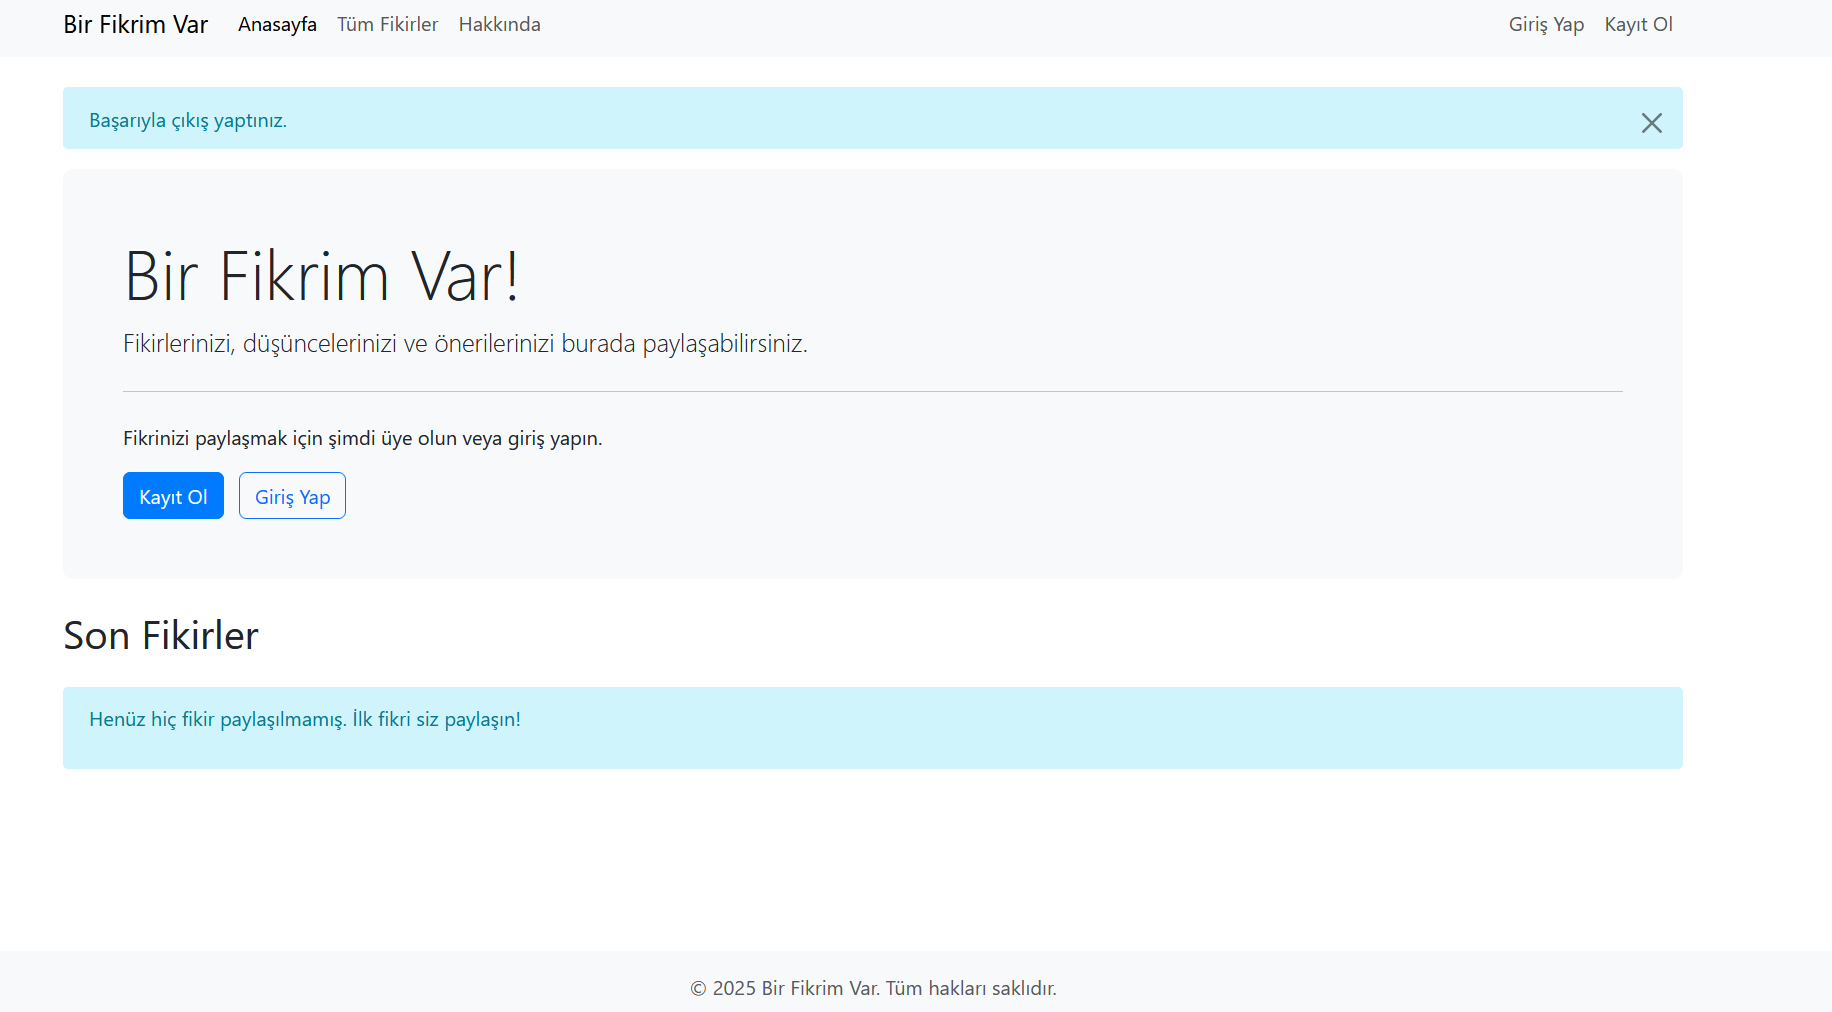 Bir Fikrim Var Anasayfa Tüm Fikirler Hakkında Giriş Yap Kayıt Ol
Başarıyla çıkış yaptınız.
Bir Fikrim Var!
Fikirlerinizi, düşüncelerinizi ve önerilerinizi burada paylaşabilirsiniz.
Fikrinizi paylaşmak için şimdi üye olun veya giriş yapın.
Kayıt Ol Giriş Yap
Son Fikirler
Henüz hiç fikir paylaşılmamış. İlk fikri siz paylaşın!
© 2025 Bir Fikrim Var. Tüm hakları saklıdır.